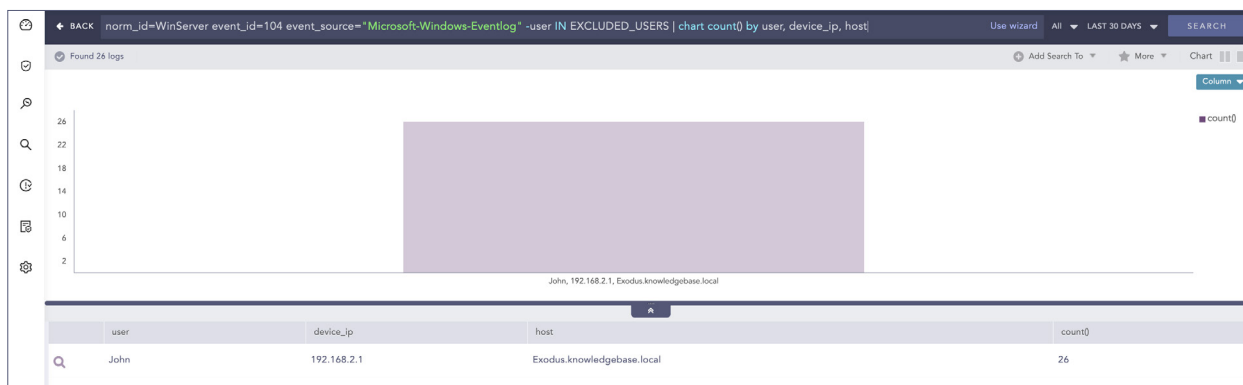 BACK norm_id=WinServer event_id=104 event_source="Microsoft-Windows-Eventlog" -user IN EXCLUDED_USERS | chart count() by user, device_ip, host Use wizard All LAST 30 DAYS SEARCH
Found 26 logs Add Search To More Chart
Column
count()
26
22
18
14
10
6
2
John, 192.168.2.1, Exodus.knowledgebase.local
user device_ip host count()
John 192.168.2.1 Exodus.knowledgebase.local 26